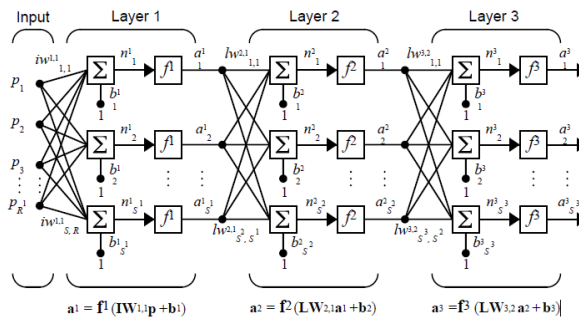 Input Layer 1 Layer 2 Layer 3
iw¹,¹ 1,1 n¹ 1 a¹ 1 lw²,¹ 1,1 n² 1 a² 1 lw³,² 1,1 n³ 1 a³ 1
p1 Σ f¹ Σ f² Σ f³
b¹ 1 b² 1 b³ 1
1 1 1
p2 n¹ 2 a¹ 2 n² 2 a² 2 n³ 2 a³ 2
Σ f¹ Σ f² Σ f³
p3 b¹ 2 b² 2 b³ 2
1 1 1
pR¹ n¹ S¹ a¹ S¹ n² S² a² S² n³ S³ a³ S³
iw¹,¹ S, R Σ f¹ lw²,¹ S², S¹ Σ f² lw³,² S³, S² Σ f³
b¹ S¹ b² S² b³ S³
1 1 1
a¹ = f¹(IW1,1p + b1) a2 = f2(LW2,1a1 + b2) a3 = f3 (LW3,2 a2 + b3)